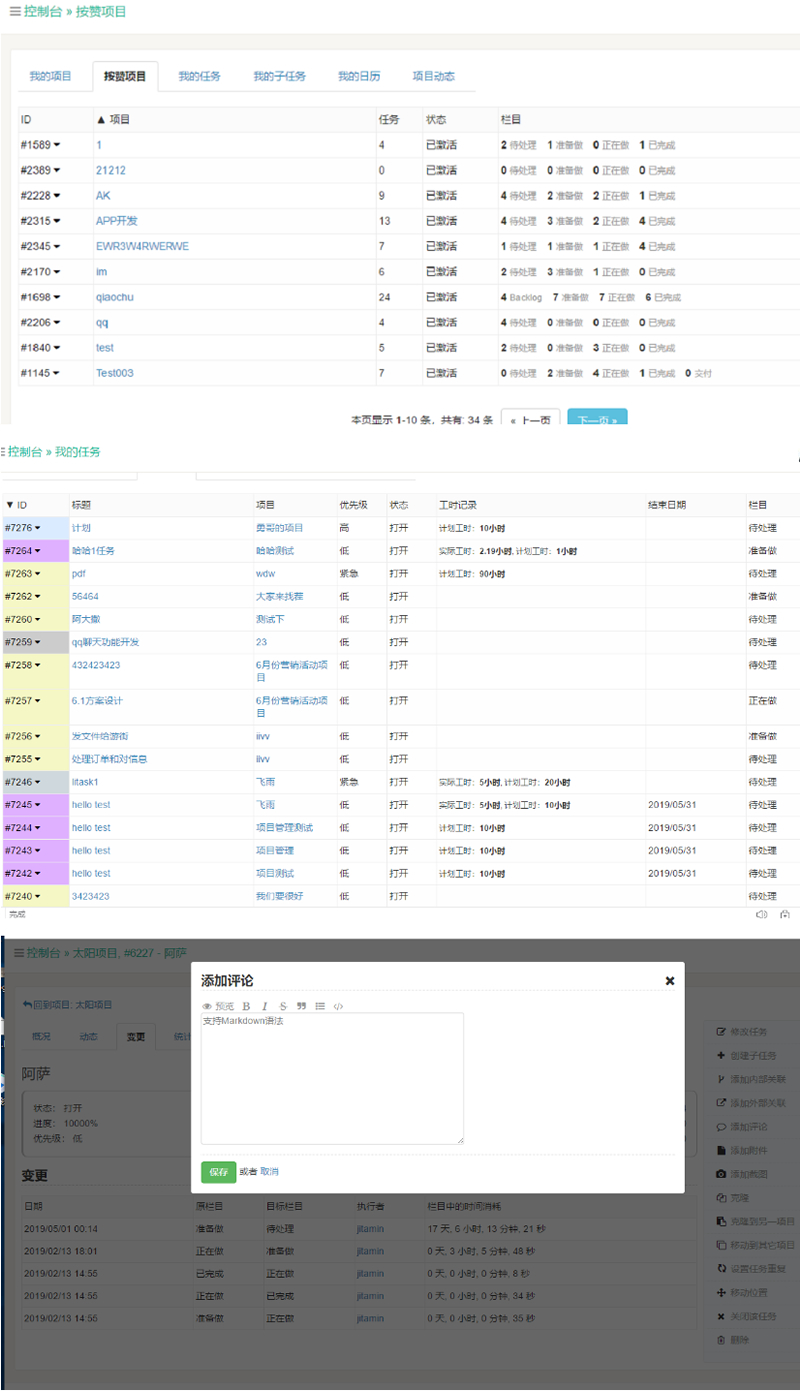 控制台 » 按赞项目
我的项目 按赞项目 我的任务 我的子任务 我的日历 项目动态
ID ▲ 项目 任务 状态 栏目
#1589 1 4 已激活 2 待处理 1 准备做 0 正在做 1 已完成
#2389 21212 0 已激活 0 待处理 0 准备做 0 正在做 0 已完成
#2228 AK 9 已激活 4 待处理 2 准备做 2 正在做 1 已完成
#2315 APP开发 13 已激活 4 待处理 3 准备做 2 正在做 4 已完成
#2345 EWR3W4RWERWE 7 已激活 1 待处理 1 准备做 1 正在做 4 已完成
#2170 im 6 已激活 2 待处理 3 准备做 1 正在做 0 已完成
#1698 qiaochu 24 已激活 4 Backlog 7 准备做 7 正在做 6 已完成
#2206 qq 4 已激活 4 待处理 0 准备做 0 正在做 0 已完成
#1840 test 5 已激活 2 待处理 0 准备做 3 正在做 0 已完成
#1145 Test003 7 已激活 0 待处理 2 准备做 4 正在做 1 已完成 0 交付
本页显示 1-10 条，共有: 34 条 « 上一页 下一页 »
控制台 » 我的任务
▼ ID 标题 项目 优先级 状态 工时记录 结束日期 栏目
#7276 计划 勇哥的项目 高 打开 计划工时：10小时 待处理
#7264 哈哈1任务 哈哈测试 低 打开 实际工时：2.19小时, 计划工时：1小时 准备做
#7263 pdf wdw 紧急 打开 计划工时：90小时 待处理
#7262 56464 大家来找茬 低 打开 准备做
#7260 阿大撒 测试下 低 打开 待处理
#7259 qq聊天功能开发 23 低 打开 待处理
#7258 432423423 6月份营销活动项目 低 打开 待处理
#7257 6.1方案设计 6月份营销活动项目 低 打开 正在做
#7256 发文件给游街 iivv 低 打开 准备做
#7255 处理订单和对信息 iivv 低 打开 待处理
#7246 litask1 飞雨 紧急 打开 实际工时：5小时, 计划工时：20小时 待处理
#7245 hello test 飞雨 低 打开 实际工时：5小时, 计划工时：10小时 2019/05/31 待处理
#7244 hello test 项目管理测试 低 打开 计划工时：10小时 2019/05/31 待处理
#7243 hello test 项目管理 低 打开 计划工时：10小时 2019/05/31 待处理
#7242 hello test 项目测试 低 打开 计划工时：10小时 2019/05/31 待处理
#7240 3423423 我们要很好 低 打开 待处理
完成
控制台 » 太阳项目, #6227 - 阿萨
回到项目: 太阳项目
概况 动态 变更 统计
阿萨
状态： 打开
进度： 10000%
优先级： 低
添加评论
预览 B I S
支持Markdown语法
保存 或者 取消
修改任务
创建子任务
添加内部关联
添加外部关联
添加评论
添加附件
添加截图
克隆
克隆到另一项目
移动到其它项目
设置任务重复
移动位置
关闭该任务
删除
变更
日期 原栏目 目标栏目 执行者 栏目中的时间消耗
2019/05/01 00:14 准备做 待处理 jitamin 17 天, 6 小时, 13 分钟, 21 秒
2019/02/13 18:01 正在做 准备做 jitamin 0 天, 3 小时, 5 分钟, 48 秒
2019/02/13 14:55 已完成 正在做 jitamin 0 天, 0 小时, 0 分钟, 8 秒
2019/02/13 14:55 正在做 已完成 jitamin 0 天, 0 小时, 0 分钟, 34 秒
2019/02/13 14:55 准备做 正在做 jitamin 0 天, 0 小时, 0 分钟, 35 秒